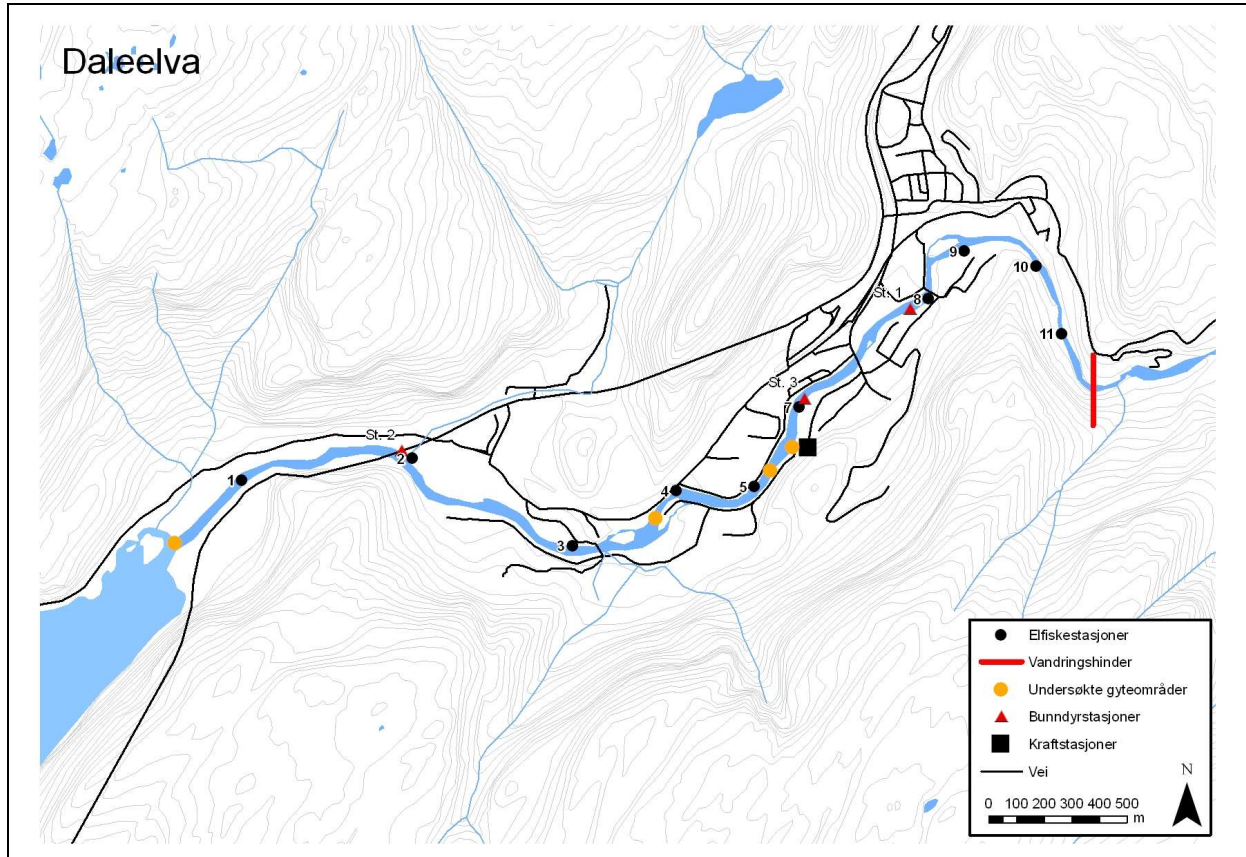 Daleelva
9
10
St. 1
8
11
St. 3
7
St. 2
2
1
4
5
3
Elfiskestasjoner
Vandringshinder
Undersøkte gyteområder
Bunndyrstasjoner
Kraftstasjoner
Vei
N
0 100 200 300 400 500
m